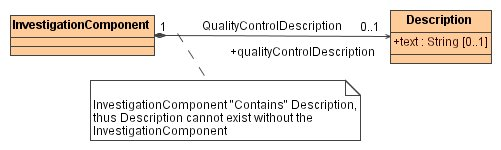 InvestigationComponent
1
QualityControlDescription
0..1
+qualityControlDescription
Description
+text : String [0..1]
InvestigationComponent "Contains" Description,
thus Description cannot exist without the
InvestigationComponent